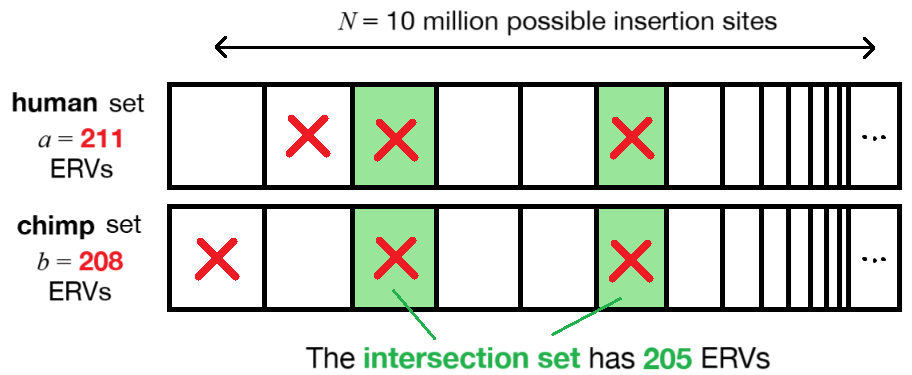 N = 10 million possible insertion sites
human set
a = 211
ERVs
...
chimp set
b = 208
ERVs
...
The intersection set has 205 ERVs